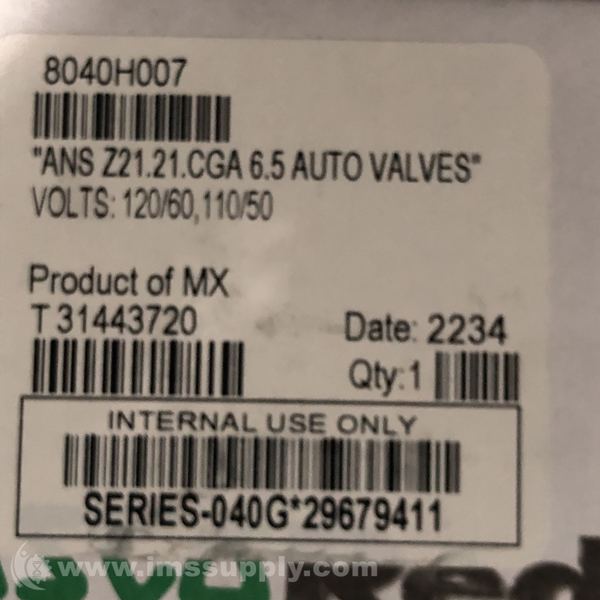 8040H007
"ANS Z21.21.CGA 6.5 AUTO VALVES"
VOLTS: 120/60,110/50
Product of MX
T 31443720
Date: 2234
Qty:1
INTERNAL USE ONLY
SERIES-040G*29679411
© www.imssupply.com